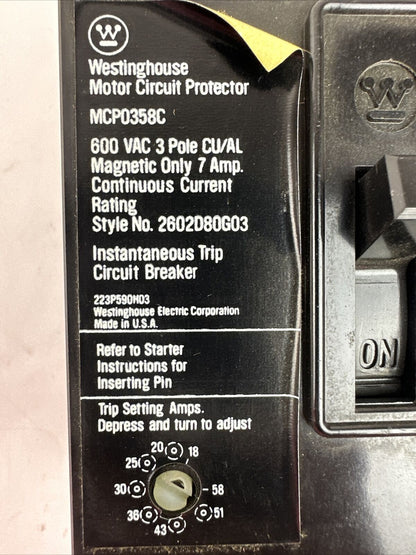 W
Westinghouse
Motor Circuit Protector
MCP0358C
600 VAC 3 Pole CU/AL
Magnetic Only 7 Amp.
Continuous Current
Rating
Style No. 2602D80G03
Instantaneous Trip
Circuit Breaker
223P590H03
Westinghouse Electric Corporation
Made in U.S.A.
Refer to Starter
Instructions for
Inserting Pin
Trip Setting Amps.
Depress and turn to adjust
20 18
25
30 58
36 51
43
W
ON